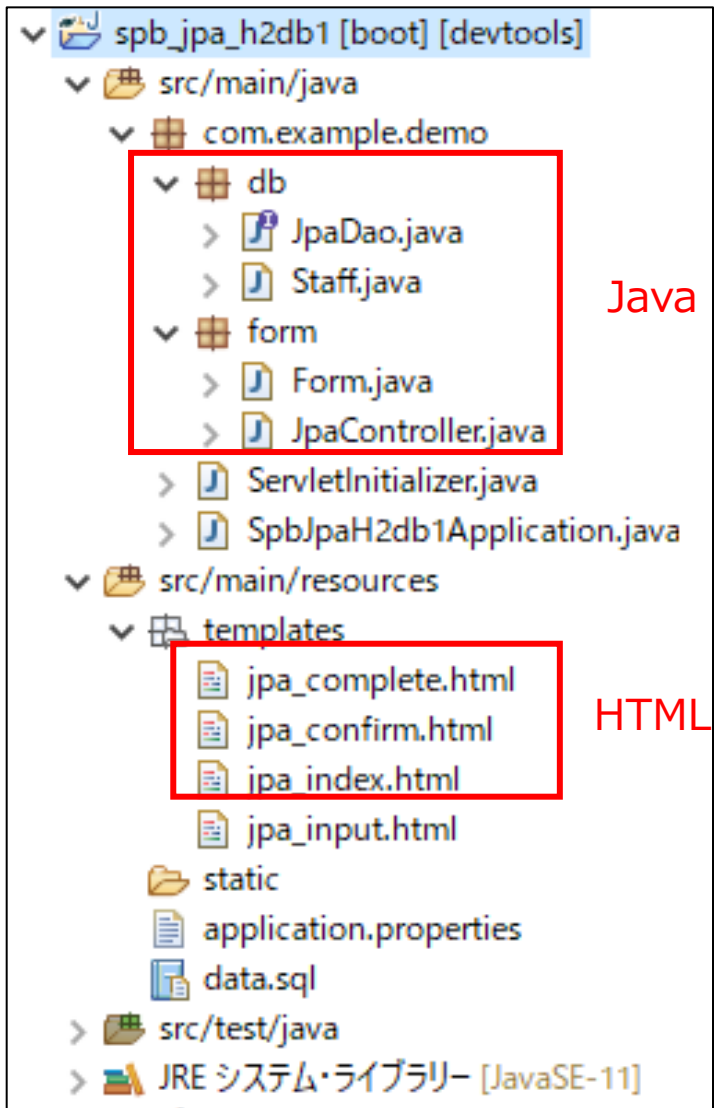 spb_jpa_h2db1 [boot] [devtools]
src/main/java
com.example.demo
db
JpaDao.java
Staff.java
Java
form
Form.java
JpaController.java
ServletInitializer.java
SpbJpaH2db1Application.java
src/main/resources
templates
jpa_complete.html
HTML
jpa_confirm.html
jpa_index.html
jpa_input.html
static
application.properties
data.sql
src/test/java
JRE システム・ライブラリー [JavaSE-11]